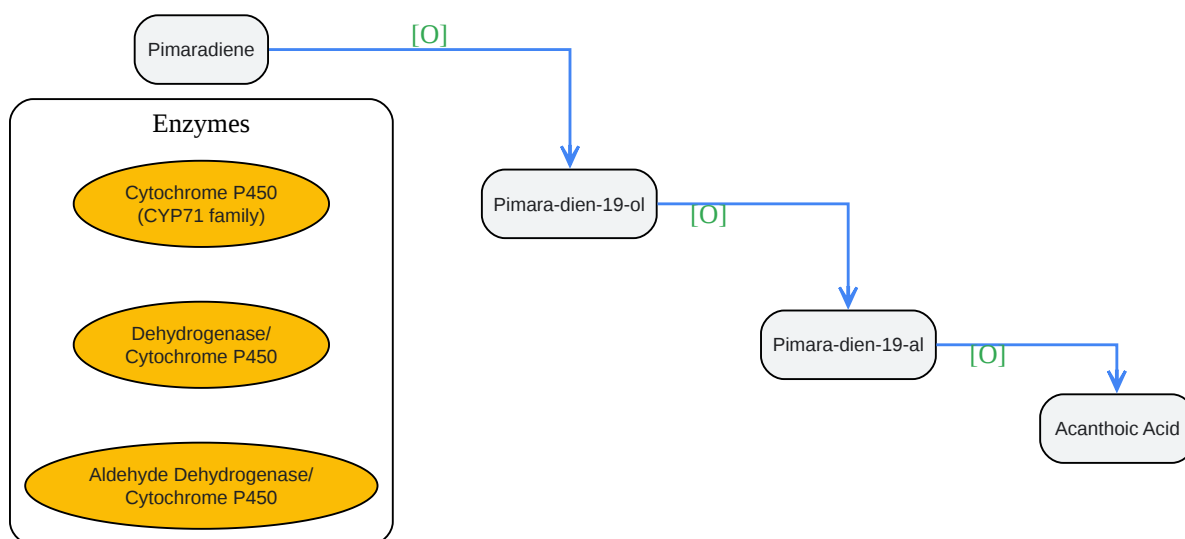 Pimaradiene
[O]
Enzymes
Cytochrome P450
(CYP71 family)
Pimara-dien-19-ol
[O]
Dehydrogenase/
Cytochrome P450
Pimara-dien-19-al
[O]
Acanthoic Acid
Aldehyde Dehydrogenase/
Cytochrome P450